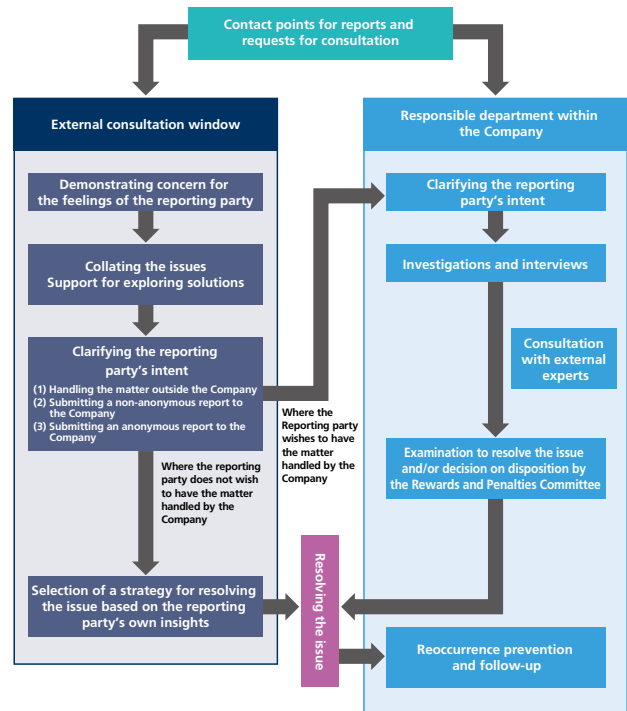 Contact points for reports and
requests for consultation
External consultation window
Demonstrating concern for
the feelings of the reporting party
Collating the issues
Support for exploring solutions
Clarifying the reporting
party's intent
(1) Handling the matter outside the Company
(2) Submitting a non-anonymous report to
the Company
(3) Submitting an anonymous report to the
Company
Where the reporting
party does not wish
to have the matter
handled by the
Company
Selection of a strategy for resolving
the issue based on the reporting
party's own insights
Where the
Reporting party
wishes to have
the matter
handled by the
Company
Resolving the issue
Responsible department within
the Company
Clarifying the reporting
party's intent
Investigations and interviews
Consultation
with external
experts
Examination to resolve the issue
and/or decision on disposition by
the Rewards and Penalties Committee
Reoccurrence prevention
and follow-up